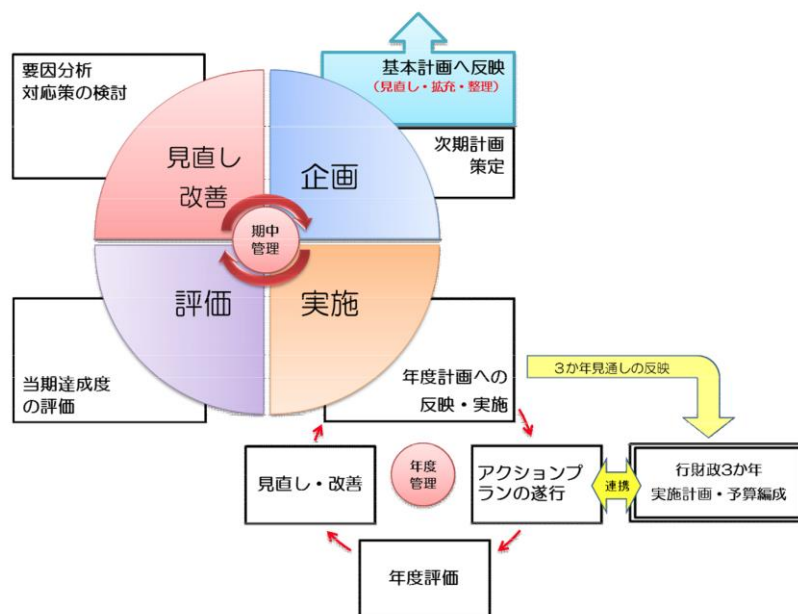 要因分析
対応策の検討
基本計画へ反映
（見直し・拡充・整理）
次期計画
策定
見直し
改善
企画
期中
管理
評価
実施
当期達成度
の評価
年度計画への
反映・実施
3か年見通しの反映
見直し・改善
年度
管理
アクションプ
ランの遂行
連携
行財政3か年
実施計画・予算編成
年度評価